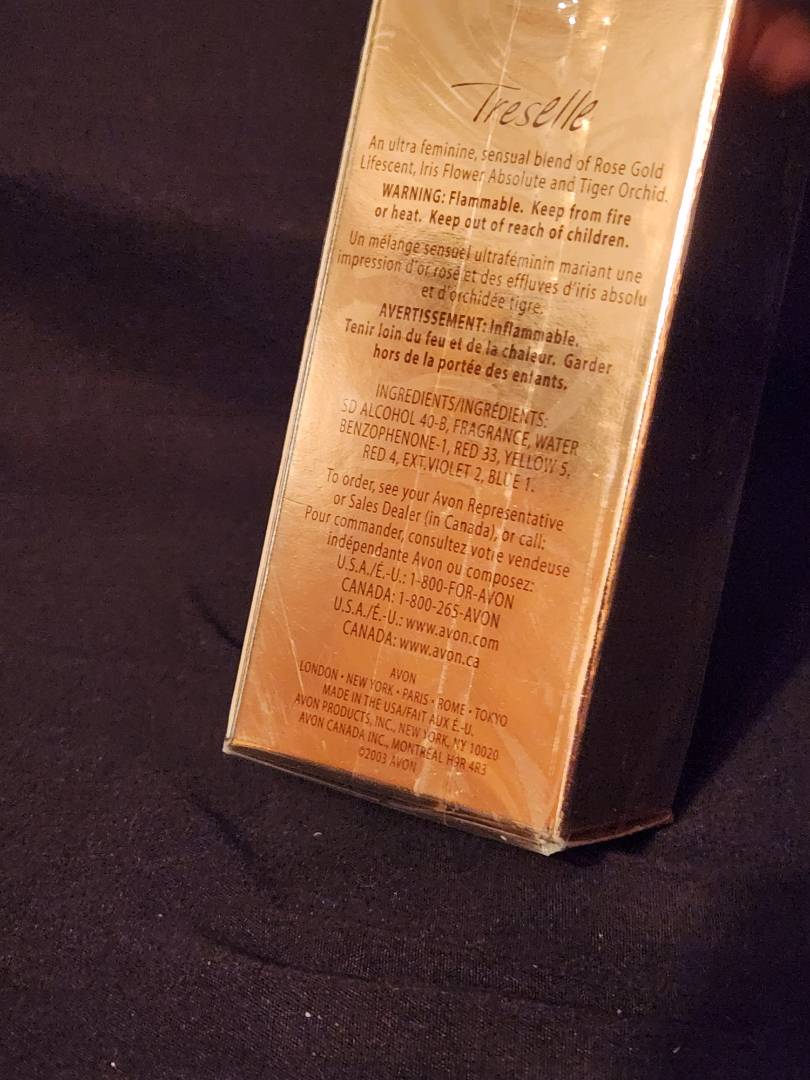 Treselle
An ultra feminine, sensual blend of Rose Gold
Lifescent, Iris Flower Absolute and Tiger Orchid.
WARNING: Flammable. Keep from fire
or heat. Keep out of reach of children.
Un mélange sensuel ultraféminin mariant une
impression d'or rosé et des effluves d'iris absolu
et d'orchidée tigre.
AVERTISSEMENT: Inflammable.
Tenir loin du feu et de la chaleur. Garder
hors de la portée des enfants.
INGREDIENTS/INGRÉDIENTS:
SD ALCOHOL 40-B, FRAGRANCE, WATER
BENZOPHENONE-1, RED 33, YELLOW 5,
RED 4, EXT.VIOLET 2, BLUE 1.
To order, see your Avon Representative
or Sales Dealer (in Canada), or call:
Pour commander, consultez votre vendeuse
indépendante Avon ou composez:
U.S.A./É.-U.: 1-800-FOR-AVON
CANADA: 1-800-265-AVON
U.S.A./É.-U.: www.avon.com
CANADA: www.avon.ca
AVON
LONDON • NEW YORK • PARIS • ROME • TOKYO
MADE IN THE USA/FAIT AUX É.-U.
AVON PRODUCTS, INC., NEW YORK, NY 10020
AVON CANADA INC., MONTRÉAL H9R 4R3
©2003 AVON